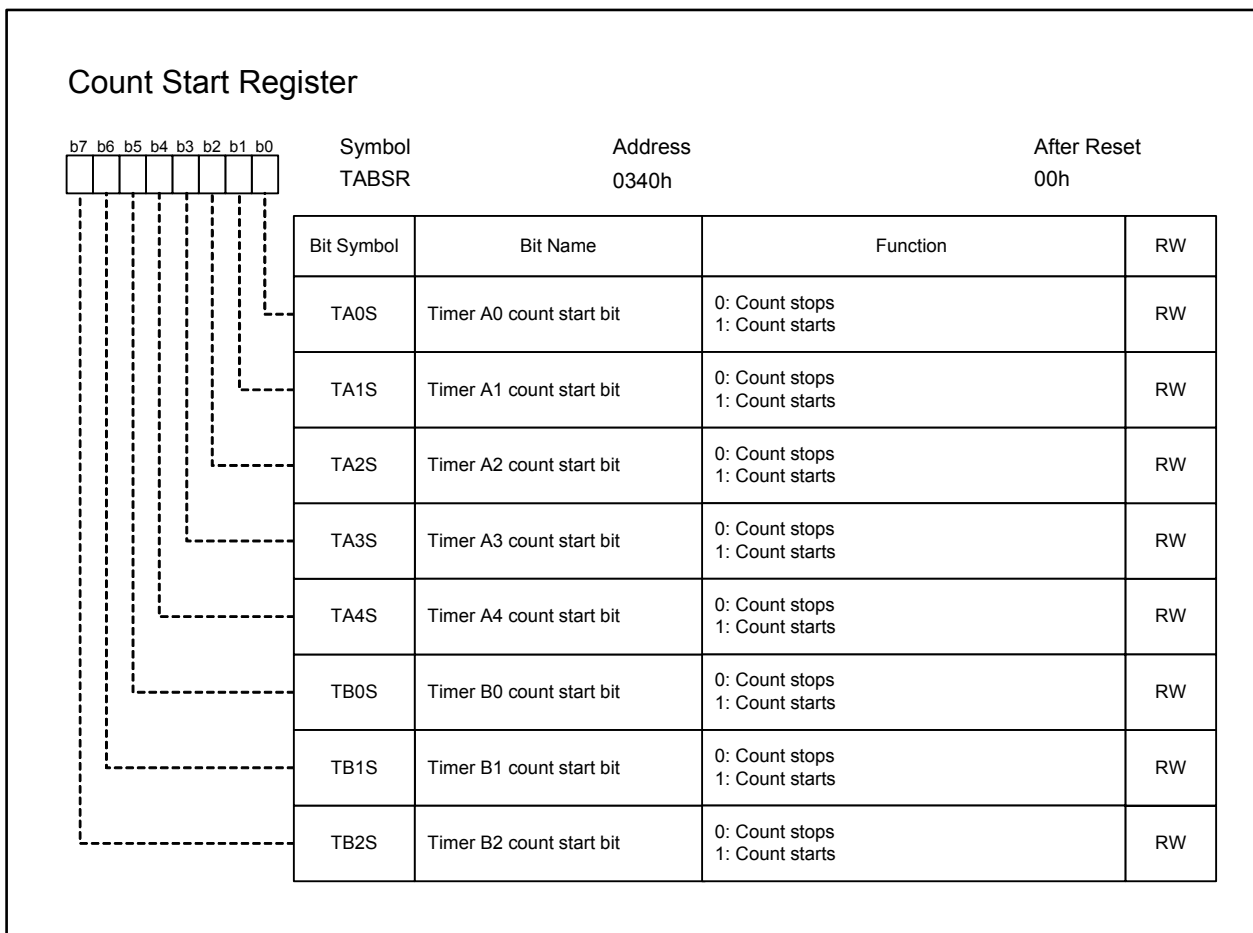 Count Start Register
b7 b6 b5 b4 b3 b2 b1 b0
Symbol Address After Reset
TABSR 0340h 00h
Bit Symbol Bit Name Function RW
TA0S Timer A0 count start bit 0: Count stops
1: Count starts RW
TA1S Timer A1 count start bit 0: Count stops
1: Count starts RW
TA2S Timer A2 count start bit 0: Count stops
1: Count starts RW
TA3S Timer A3 count start bit 0: Count stops
1: Count starts RW
TA4S Timer A4 count start bit 0: Count stops
1: Count starts RW
TB0S Timer B0 count start bit 0: Count stops
1: Count starts RW
TB1S Timer B1 count start bit 0: Count stops
1: Count starts RW
TB2S Timer B2 count start bit 0: Count stops
1: Count starts RW